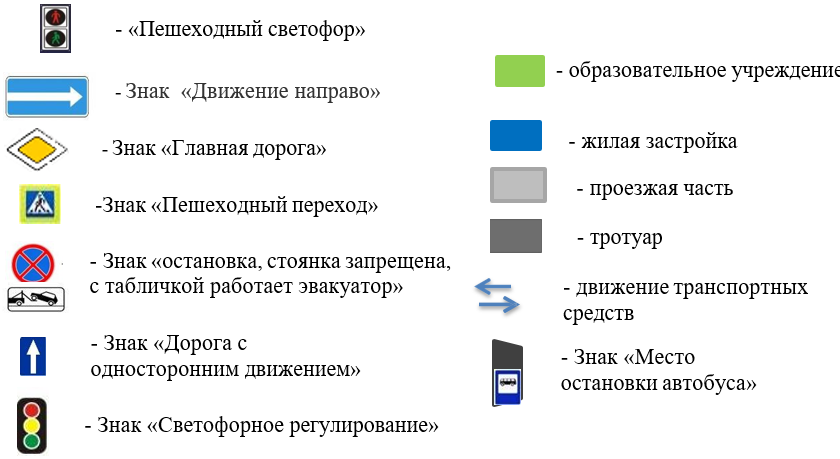 - «Пешеходный светофор»
- Знак «Движение направо»
- Знак «Главная дорога»
-Знак «Пешеходный переход»
- Знак «остановка, стоянка запрещена,
с табличкой работает эвакуатор»
- Знак «Дорога с
односторонним движением»
- Знак «Светофорное регулирование»
- образовательное учреждение
- жилая застройка
- проезжая часть
- тротуар
- движение транспортных
средств
- Знак «Место
остановки автобуса»